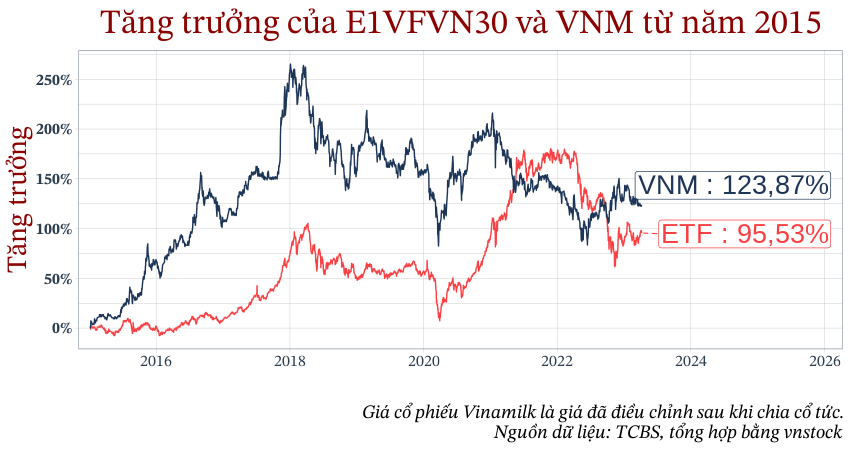 Tăng trưởng của E1VFVN30 và VNM từ năm 2015
Tăng trưởng
250%
200%
150%
100%
50%
0%
VNM : 123,87%
ETF : 95,53%
2016 2018 2020 2022 2024 2026
Giá cổ phiếu Vinamilk là giá đã điều chỉnh sau khi chia cổ tức.
Nguồn dữ liệu: TCBS, tổng hợp bằng vnstock